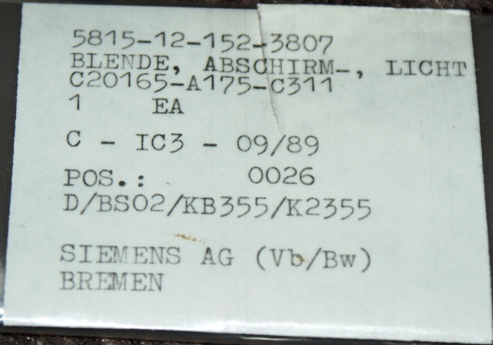 5815-12-152-3807
BLENDE, ABSCHIRM-, LICHT
C20165-A175-C311
1 EA
C - IC3 - 09/89
POS.: 0026
D/BS02/KB355/K2355
SIEMENS AG (Vb/Bw)
BREMEN